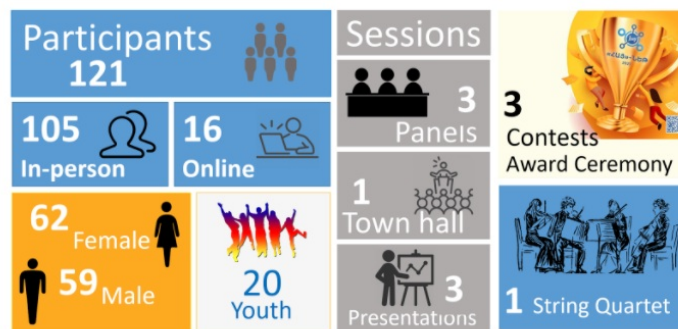 Participants
121
105
In-person
16
Online
62
Female
59 Male
20
Youth
Sessions
3
Panels
1
Town hall
3
Presentations
3
Contests
Award Ceremony
1 String Quartet